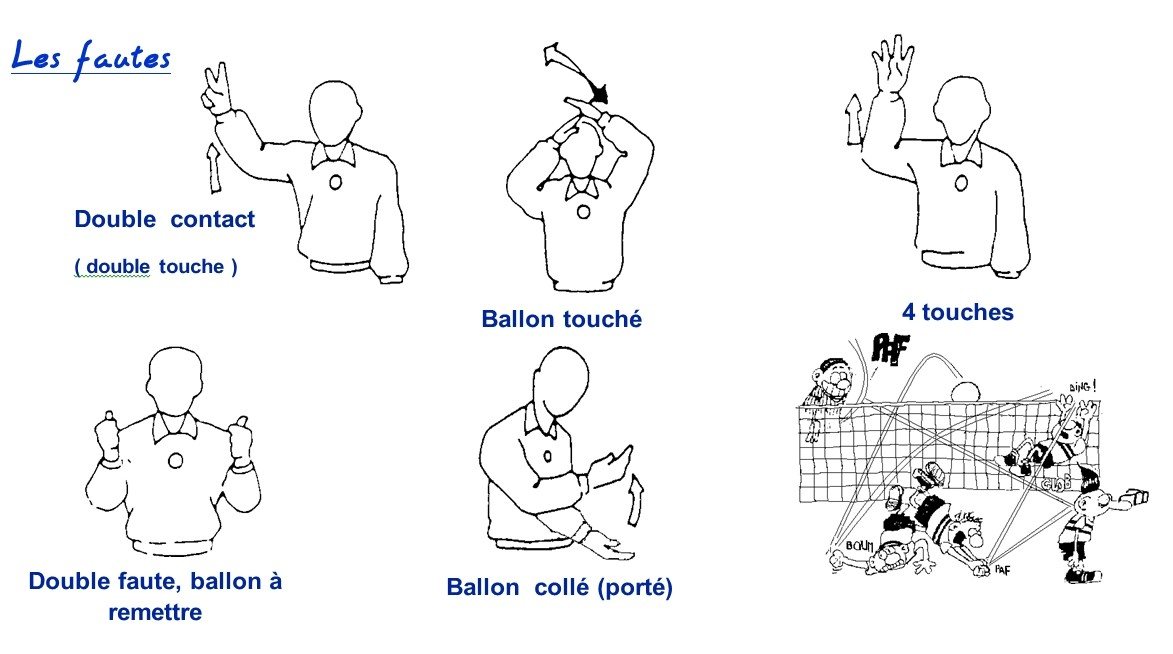 Les fautes
Double contact
( double touche )
Ballon touché
4 touches
Double faute, ballon à
remettre
Ballon collé (porté)
PAF
DING !
BOUM
PAF